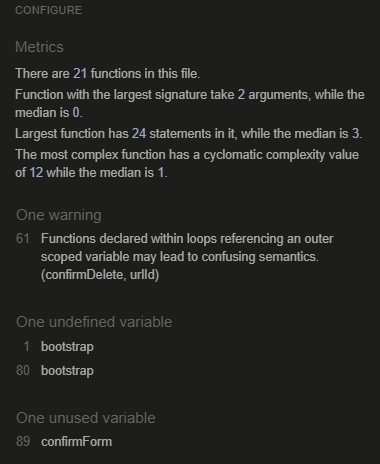 CONFIGURE
Metrics
There are 21 functions in this file.
Function with the largest signature take 2 arguments, while the
median is 0.
Largest function has 24 statements in it, while the median is 3.
The most complex function has a cyclomatic complexity value
of 12 while the median is 1.
One warning
61 Functions declared within loops referencing an outer
scoped variable may lead to confusing semantics.
(confirmDelete, urlId)
One undefined variable
1 bootstrap
80 bootstrap
One unused variable
89 confirmForm